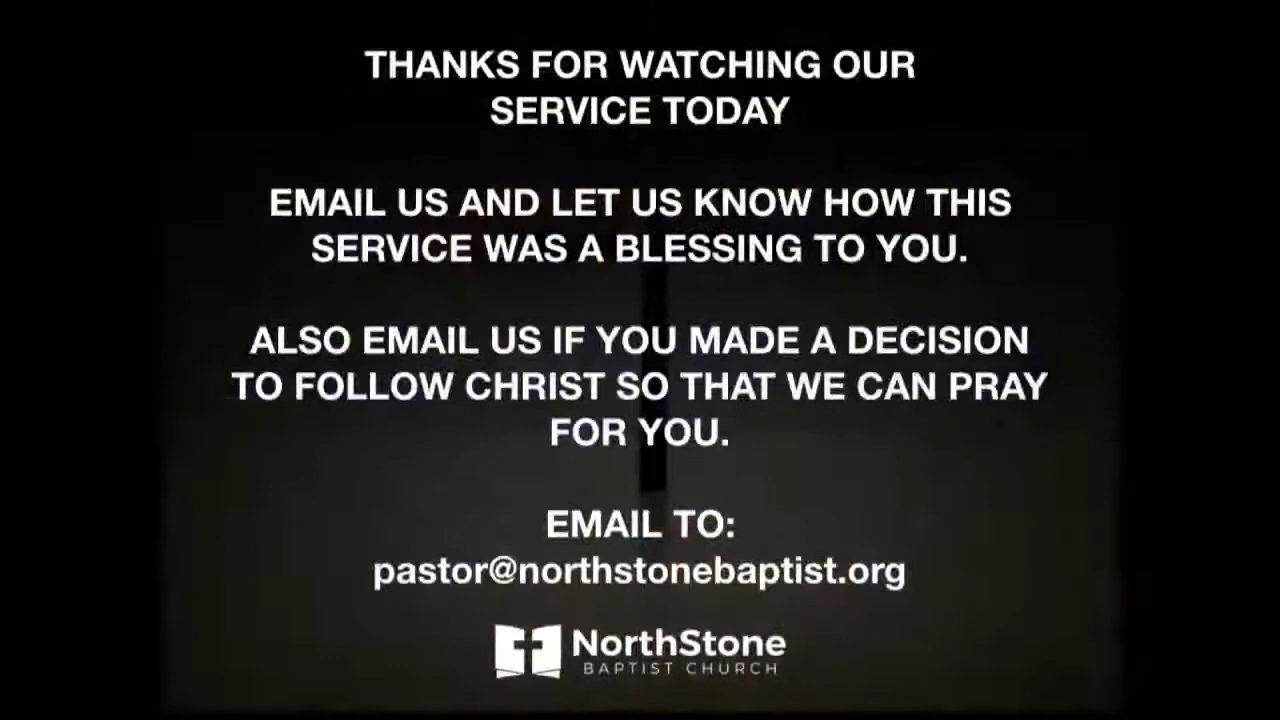 THANKS FOR WATCHING OUR
SERVICE TODAY
EMAIL US AND LET US KNOW HOW THIS
SERVICE WAS A BLESSING TO YOU.
ALSO EMAIL US IF YOU MADE A DECISION
TO FOLLOW CHRIST SO THAT WE CAN PRAY
FOR YOU.
EMAIL TO:
pastor@northstonebaptist.org
NorthStone
BAPTIST CHURCH